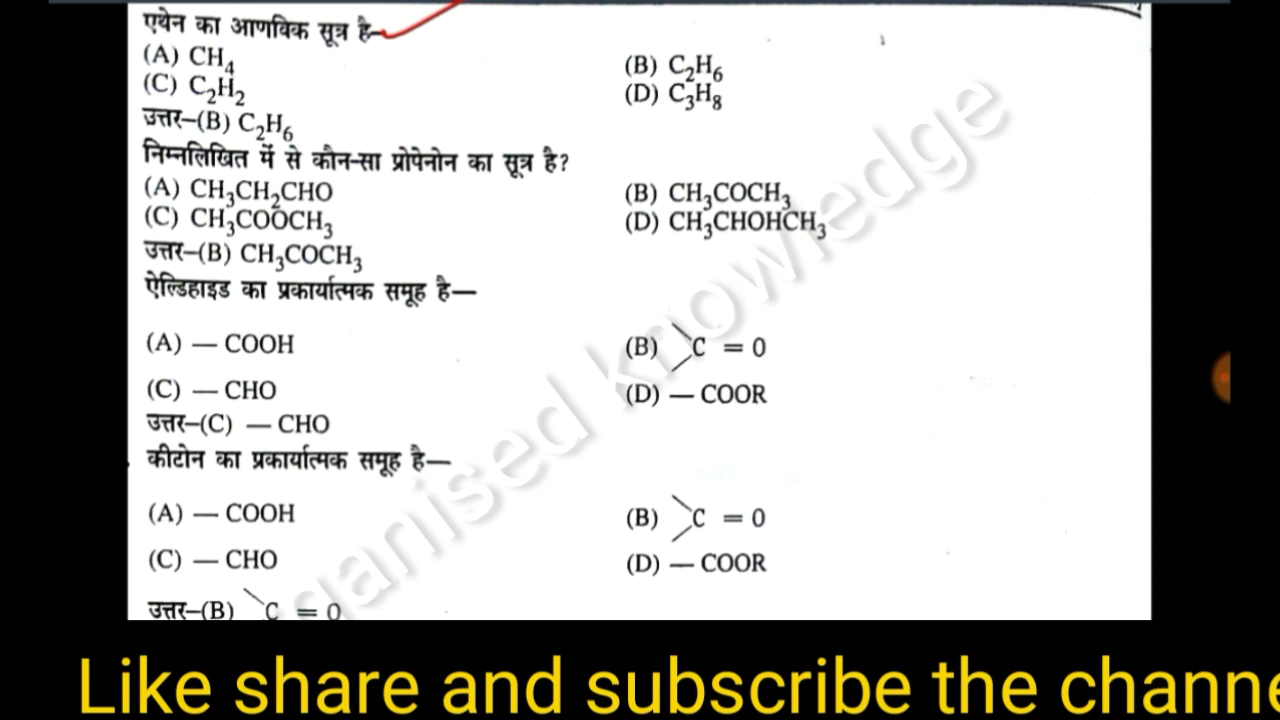 एथेन का आणविक सूत्र है–
(A) CH₄ (B) C₂H₆
(C) C₂H₂ (D) C₃H₈
उत्तर–(B) C₂H₆
निम्नलिखित में से कौन-सा प्रोपेनोन का सूत्र है?
(A) CH₃CH₂CHO (B) CH₃COCH₃
(C) CH₃COOCH₃ (D) CH₃CHOHCH₃
उत्तर–(B) CH₃COCH₃
ऐल्डिहाइड का प्रकार्यात्मक समूह है—
(A) — COOH (B) >C = 0
(C) — CHO (D) — COOR
उत्तर–(C) — CHO
कीटोन का प्रकार्यात्मक समूह है—
(A) — COOH (B) >C = 0
(C) — CHO (D) — COOR
उत्तर–(B) >C = 0
ganised knowledge
Like share and subscribe the channe